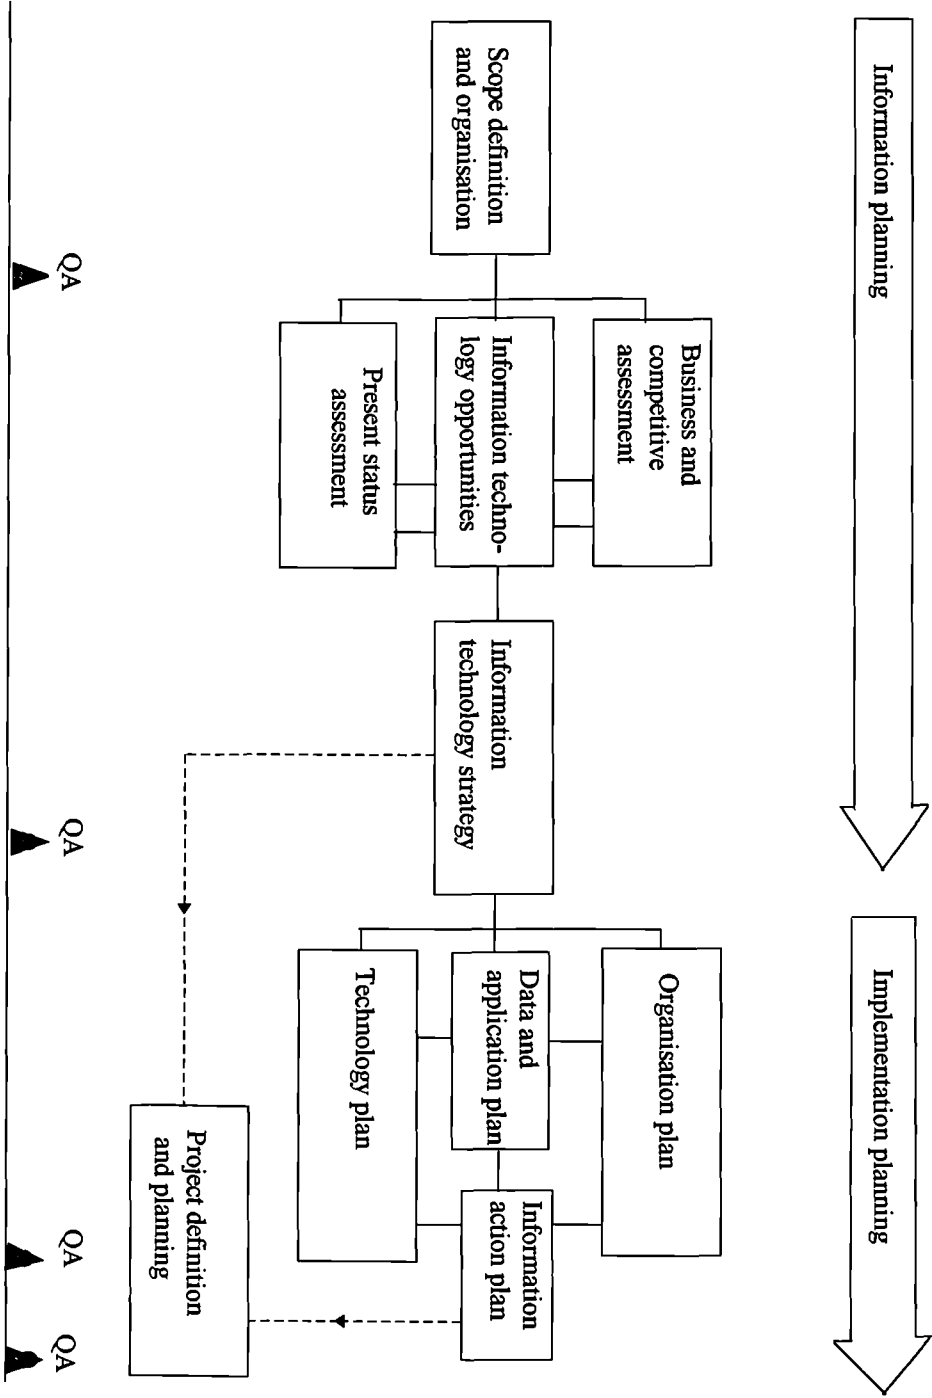 Information planning
Implementation planning
Business and
competitive
assessment
Organisation plan
Scope definition
and organisation
Information techno-
logy opportunities
Information
technology strategy
Data and
application plan
Information
action plan
Present status
assessment
Technology plan
Project definition
and planning
QA
QA
QA
QA